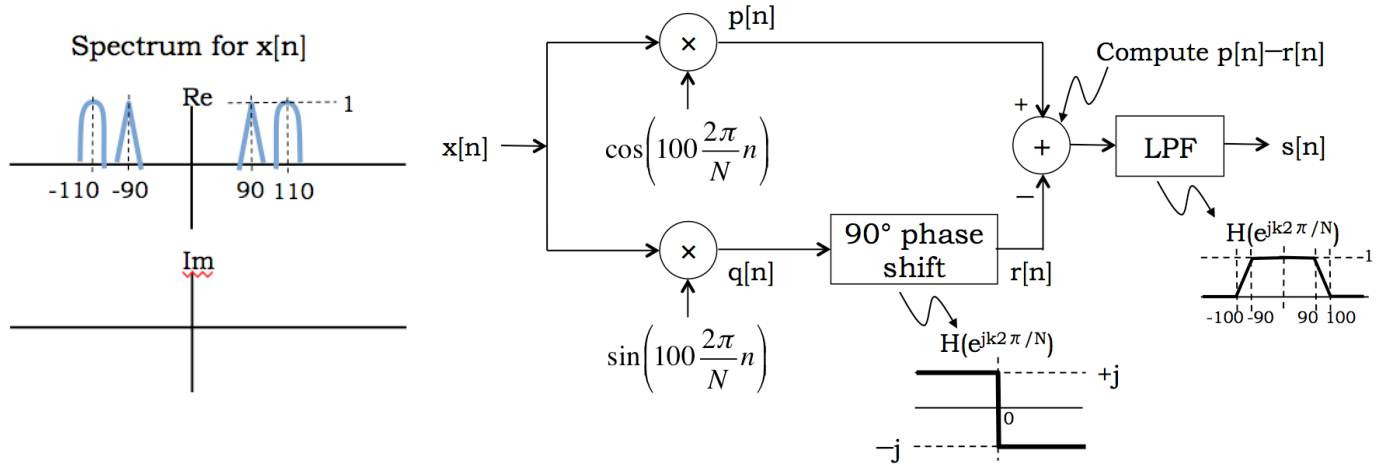 Spectrum for x[n]
Re
1
-110 -90
90 110
Im
x[n]
×
p[n]
cos(100 2π/N n)
×
q[n]
sin(100 2π/N n)
90° phase
shift
r[n]
H(e^{jk2π/N})
+j
0
−j
Compute p[n]−r[n]
+
+
−
LPF
s[n]
H(e^{jk2π/N})
1
-100 -90
90 100